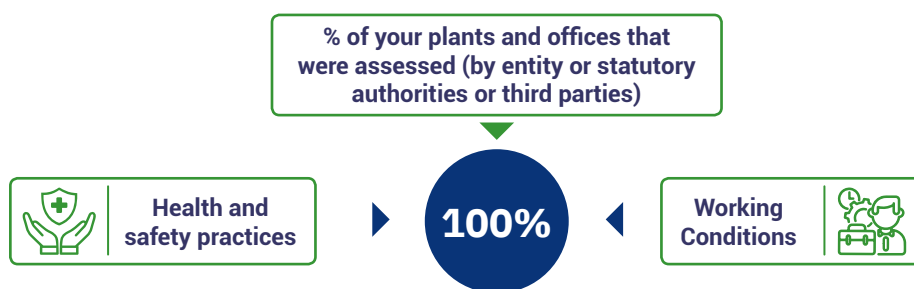 % of your plants and offices that
were assessed (by entity or statutory
authorities or third parties)
Health and
safety practices
100%
Working
Conditions